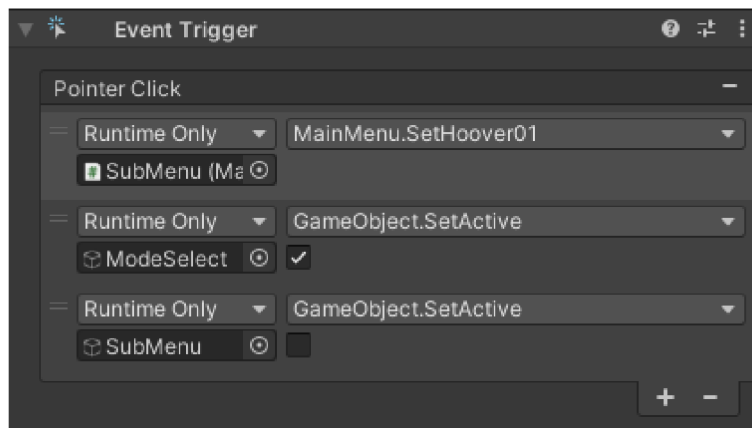 Event Trigger
Pointer Click
Runtime Only MainMenu.SetHoover01
SubMenu (Ma
Runtime Only GameObject.SetActive
ModeSelect
Runtime Only GameObject.SetActive
SubMenu